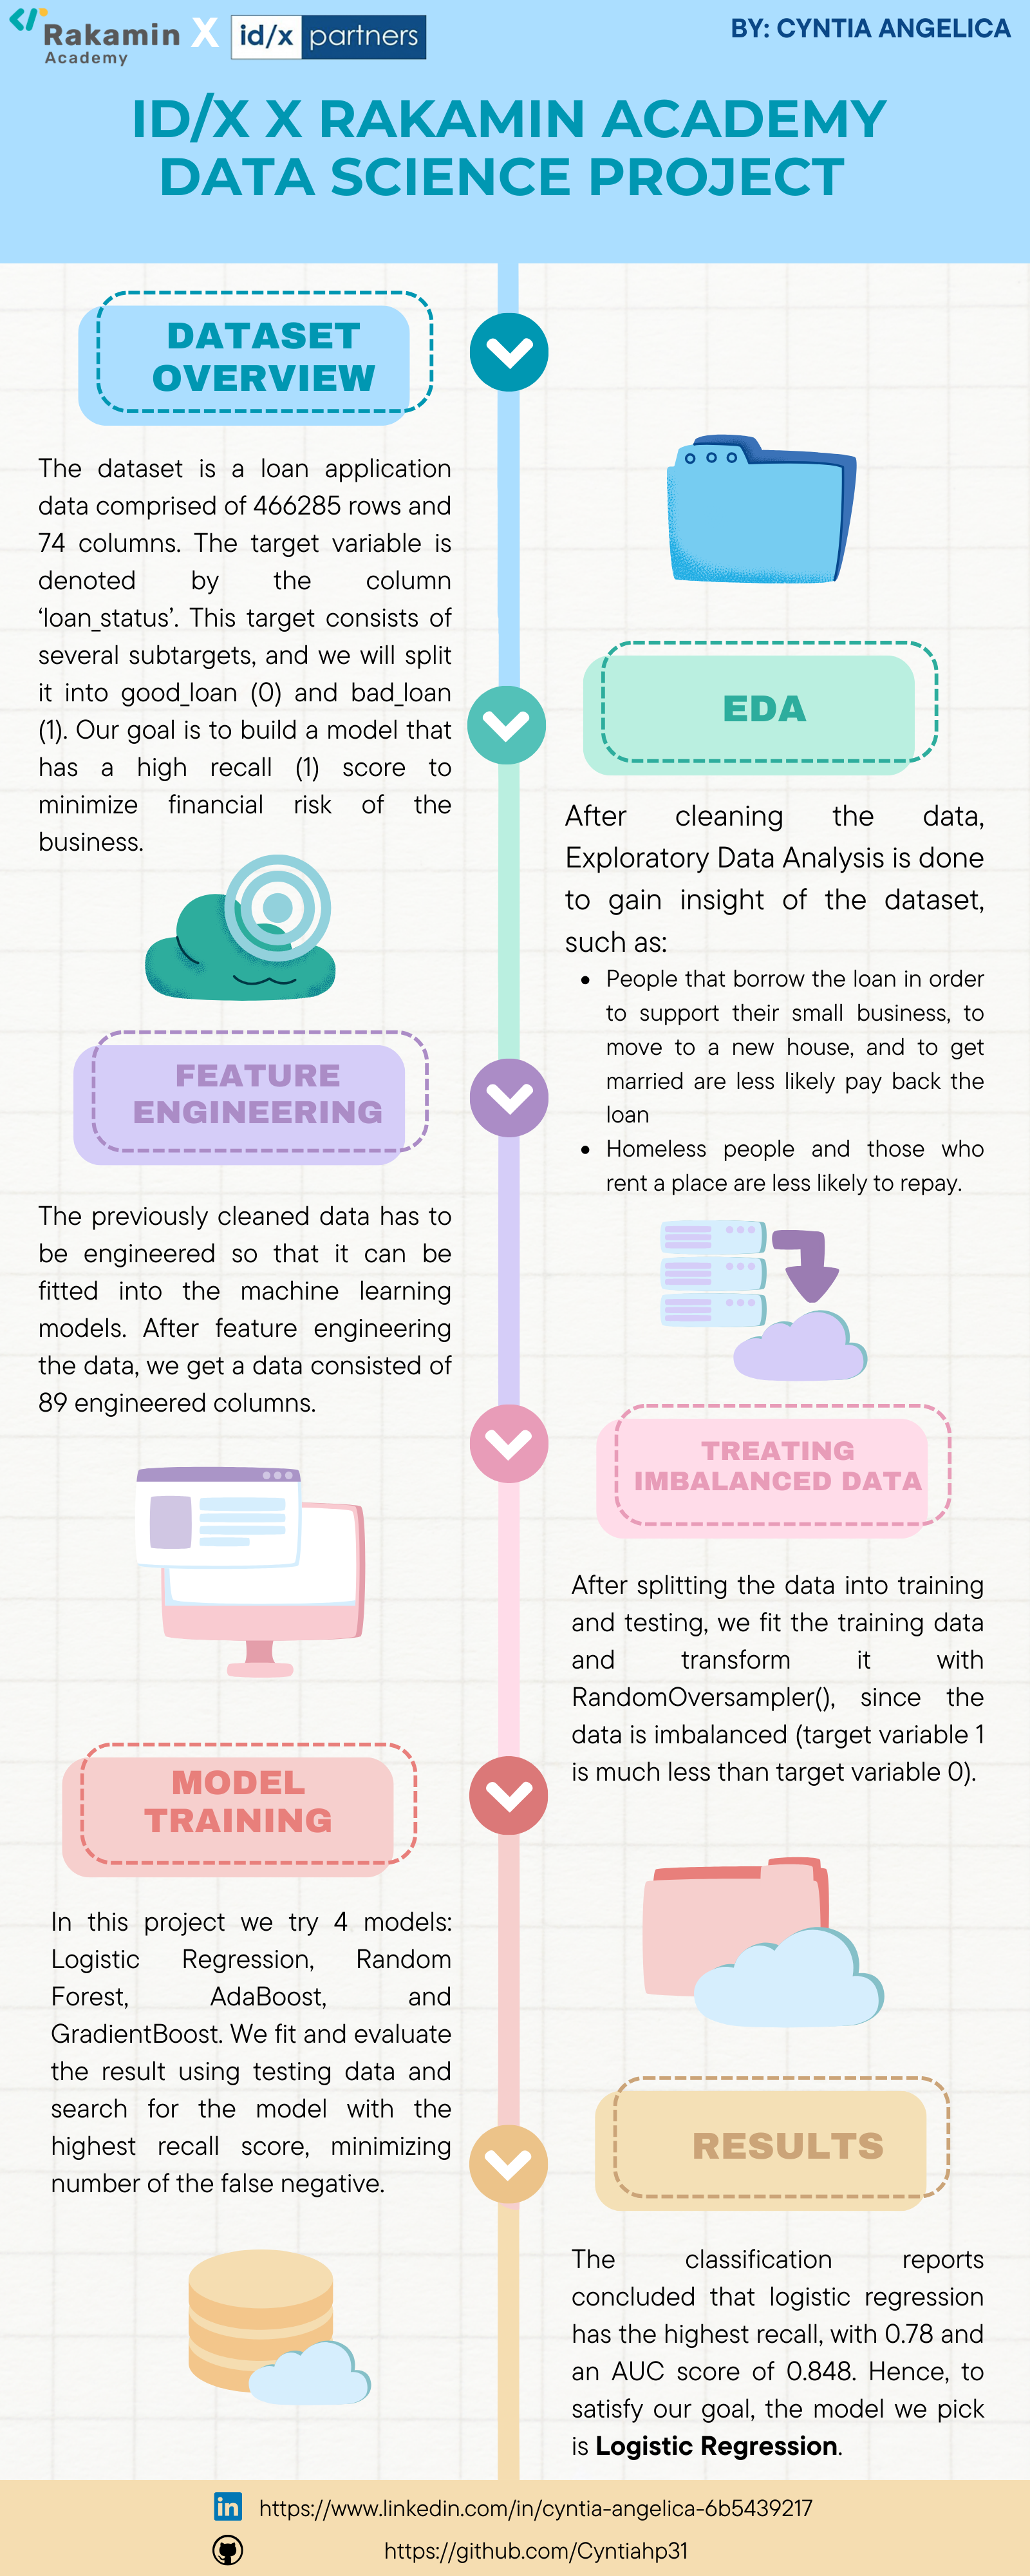 Rakamin
Academy
X
id/x partners
BY: CYNTIA ANGELICA
ID/X X RAKAMIN ACADEMY
DATA SCIENCE PROJECT
DATASET
OVERVIEW
The dataset is a loan application
data comprised of 466285 rows and
74 columns. The target variable is
denoted by the column
‘loan_status’. This target consists of
several subtargets, and we will split
it into good_loan (0) and bad_loan
(1). Our goal is to build a model that
has a high recall (1) score to
minimize financial risk of the
business.
EDA
After cleaning the data,
Exploratory Data Analysis is done
to gain insight of the dataset,
such as:
• People that borrow the loan in order
to support their small business, to
move to a new house, and to get
married are less likely pay back the
loan
• Homeless people and those who
rent a place are less likely to repay.
FEATURE
ENGINEERING
The previously cleaned data has to
be engineered so that it can be
fitted into the machine learning
models. After feature engineering
the data, we get a data consisted of
89 engineered columns.
TREATING
IMBALANCED DATA
After splitting the data into training
and testing, we fit the training data
and transform it with
RandomOversampler(), since the
data is imbalanced (target variable 1
is much less than target variable 0).
MODEL
TRAINING
In this project we try 4 models:
Logistic Regression, Random
Forest, AdaBoost, and
GradientBoost. We fit and evaluate
the result using testing data and
search for the model with the
highest recall score, minimizing
number of the false negative.
RESULTS
The classification reports
concluded that logistic regression
has the highest recall, with 0.78 and
an AUC score of 0.848. Hence, to
satisfy our goal, the model we pick
is Logistic Regression.
in https://www.linkedin.com/in/cyntia-angelica-6b5439217
https://github.com/Cyntiahp31